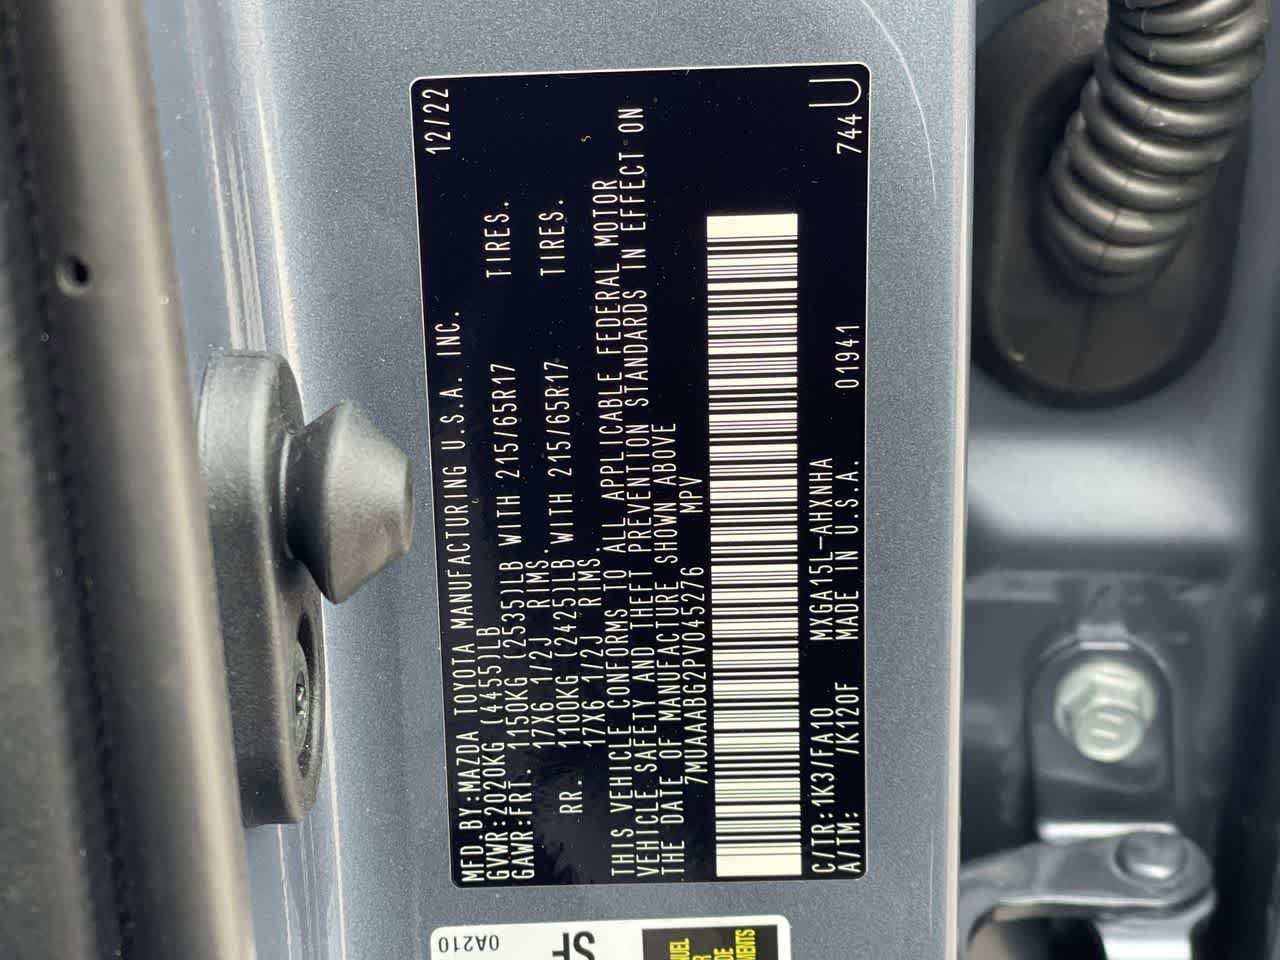 MFD.BY:MAZDA TOYOTA MANUFACTURING U.S.A. INC. 12/22
GVWR:2020KG (4455)LB
GAWR:FRT. 1150KG (2535)LB WITH 215/65R17 TIRES.
17X6 1/2J RIMS.
RR. 1100KG (2425)LB WITH 215/65R17 TIRES.
17X6 1/2J RIMS.
THIS VEHICLE CONFORMS TO ALL APPLICABLE FEDERAL MOTOR
VEHICLE SAFETY AND THEFT PREVENTION STANDARDS IN EFFECT ON
THE DATE OF MANUFACTURE SHOWN ABOVE
7MUAAABG2PV045276 MPV
C/TR:1K3/FA10 MXGA15L-AHXNHA 01941 744U
A/TM: /K120F MADE IN U.S.A.
0A210
SF